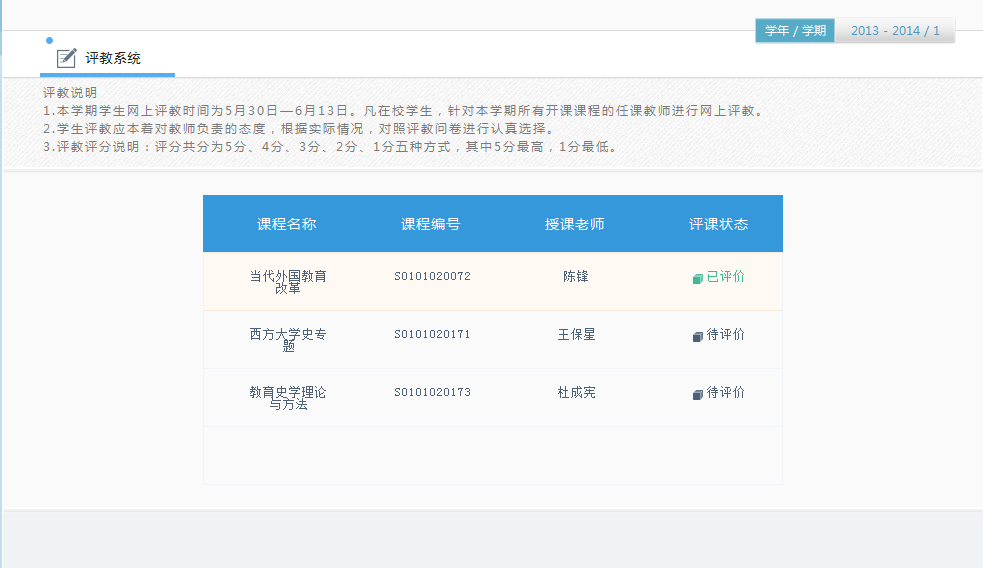 学年 / 学期 2013 - 2014 / 1
评教系统
评教说明
1.本学期学生网上评教时间为5月30日—6月13日。凡在校学生，针对本学期所有开课课程的任课教师进行网上评教。
2.学生评教应本着对教师负责的态度，根据实际情况，对照评教问卷进行认真选择。
3.评教评分说明：评分共分为5分、4分、3分、2分、1分五种方式，其中5分最高，1分最低。
课程名称 课程编号 授课老师 评课状态
当代外国教育 S0101020072 陈锋 已评价
改革
西方大学史专 S0101020171 王保星 待评价
题
教育史学理论 S0101020173 杜成宪 待评价
与方法